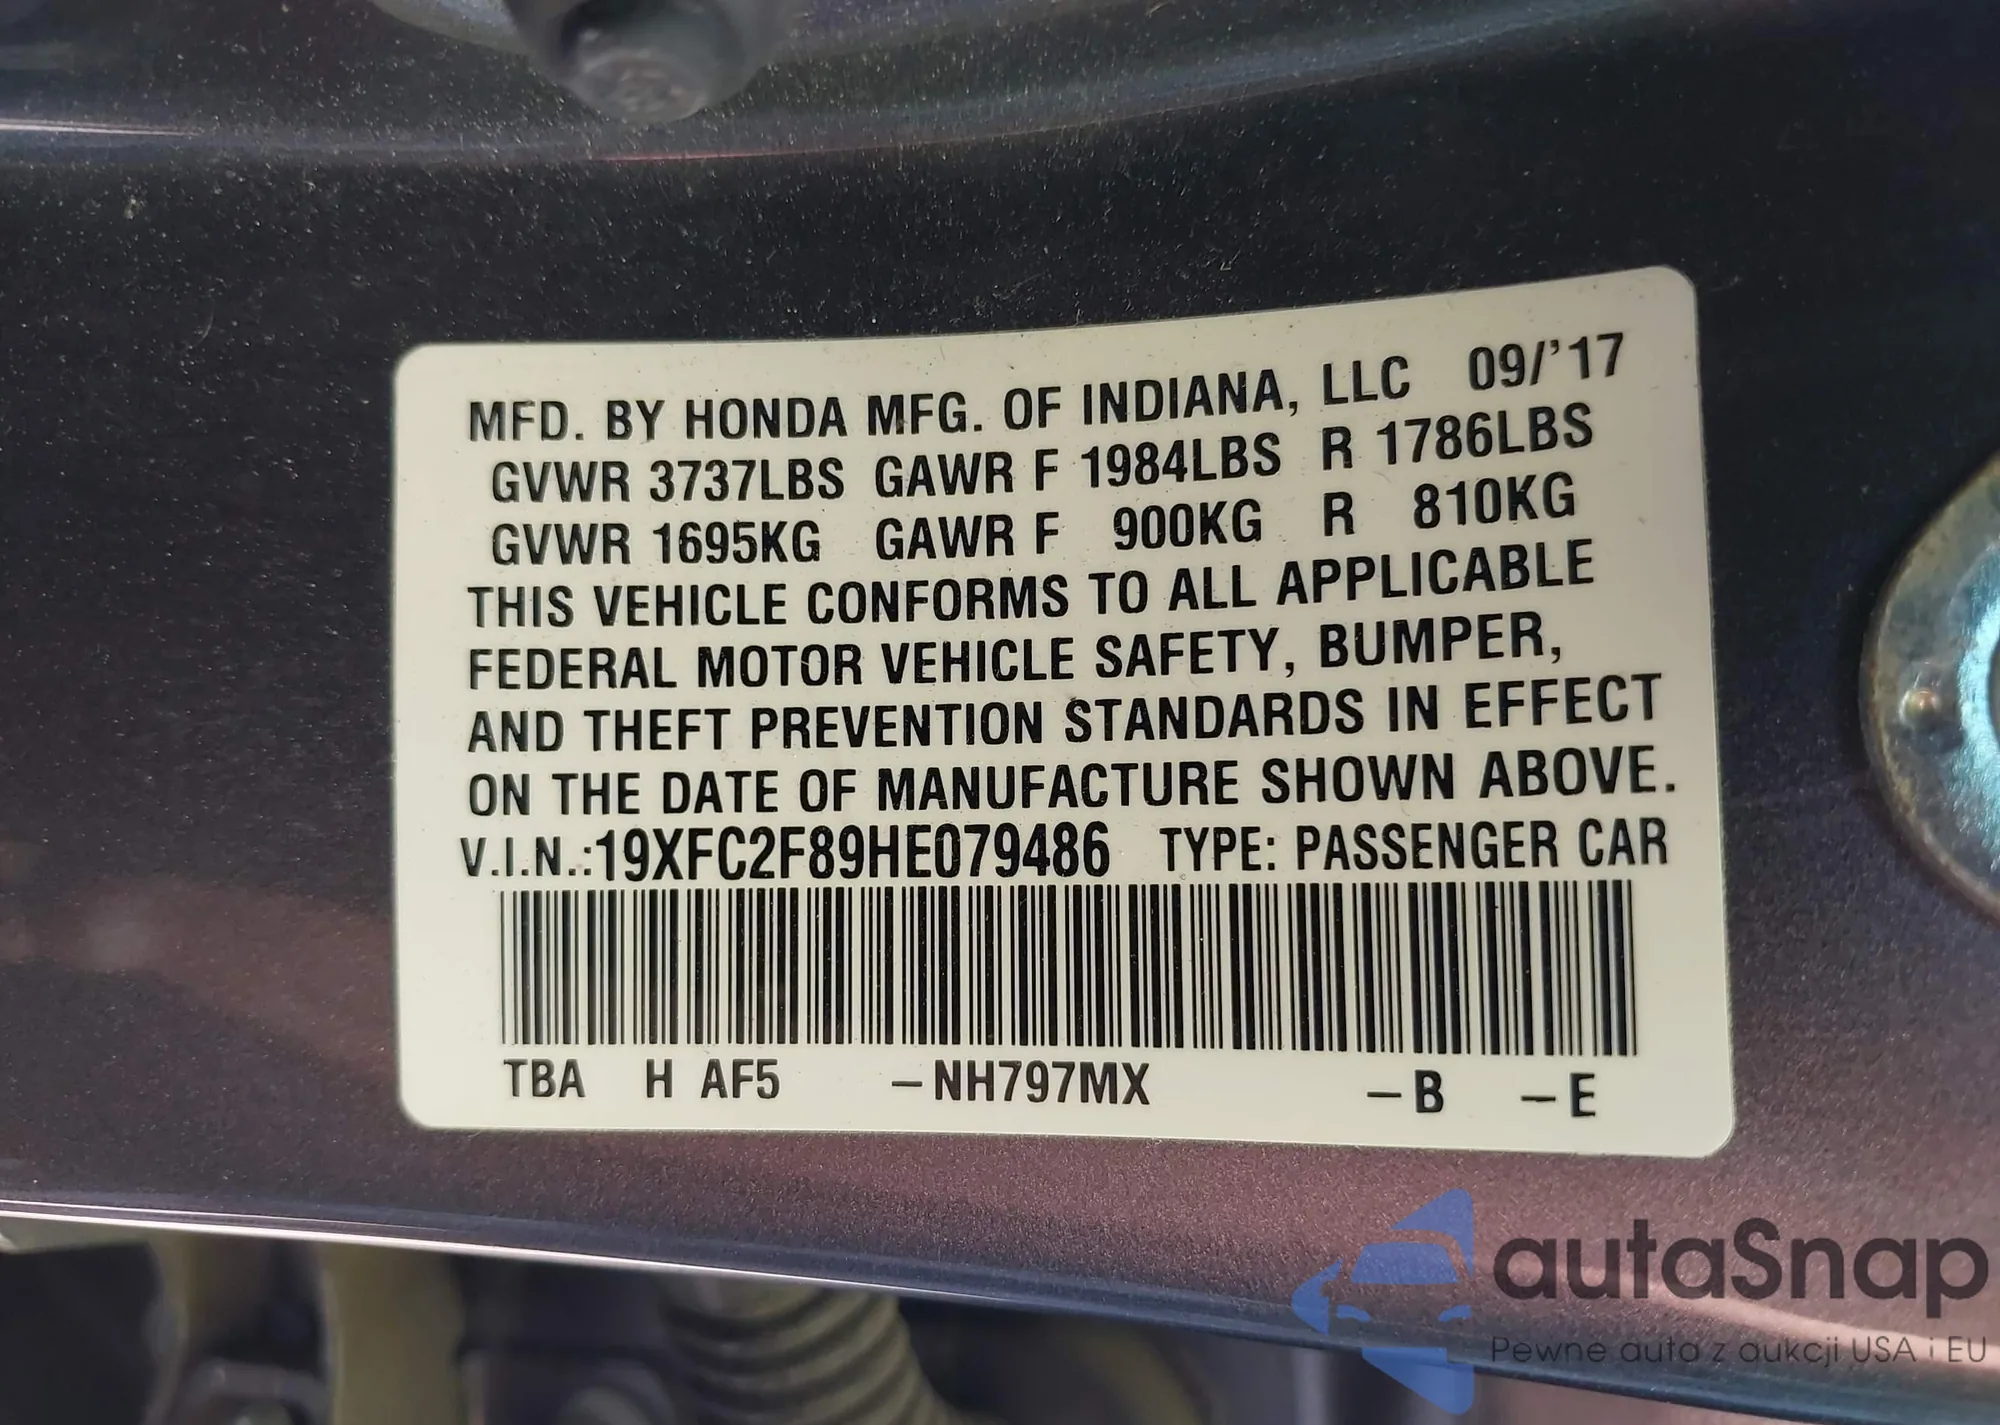 MFD. BY HONDA MFG. OF INDIANA, LLC 09/'17
GVWR 3737LBS GAWR F 1984LBS R 1786LBS
GVWR 1695KG GAWR F 900KG R 810KG
THIS VEHICLE CONFORMS TO ALL APPLICABLE
FEDERAL MOTOR VEHICLE SAFETY, BUMPER,
AND THEFT PREVENTION STANDARDS IN EFFECT
ON THE DATE OF MANUFACTURE SHOWN ABOVE.
V.I.N.:19XFC2F89HE079486 TYPE: PASSENGER CAR
TBA H AF5 –NH797MX –B –E
autaSnap
Pewne auta z aukcji USA i EU